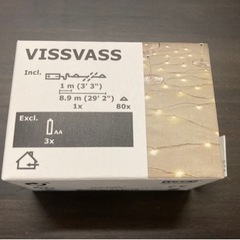 VISSVASS
Incl.
1 m (3' 3")
8.9 m (29' 2")
1x 80x
Excl.
AA
3x